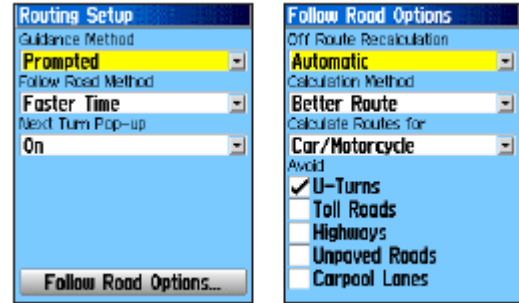 Routing Setup
Guidance Method
Prompted
Follow Road Method
Faster Time
Next Turn Pop-up
On
Follow Road Options...
Follow Road Options
Off Route Recalculation
Automatic
Calculation Method
Better Route
Calculate Routes for
Car/Motorcycle
Avoid
U-Turns
Toll Roads
Highways
Unpaved Roads
Carpool Lanes